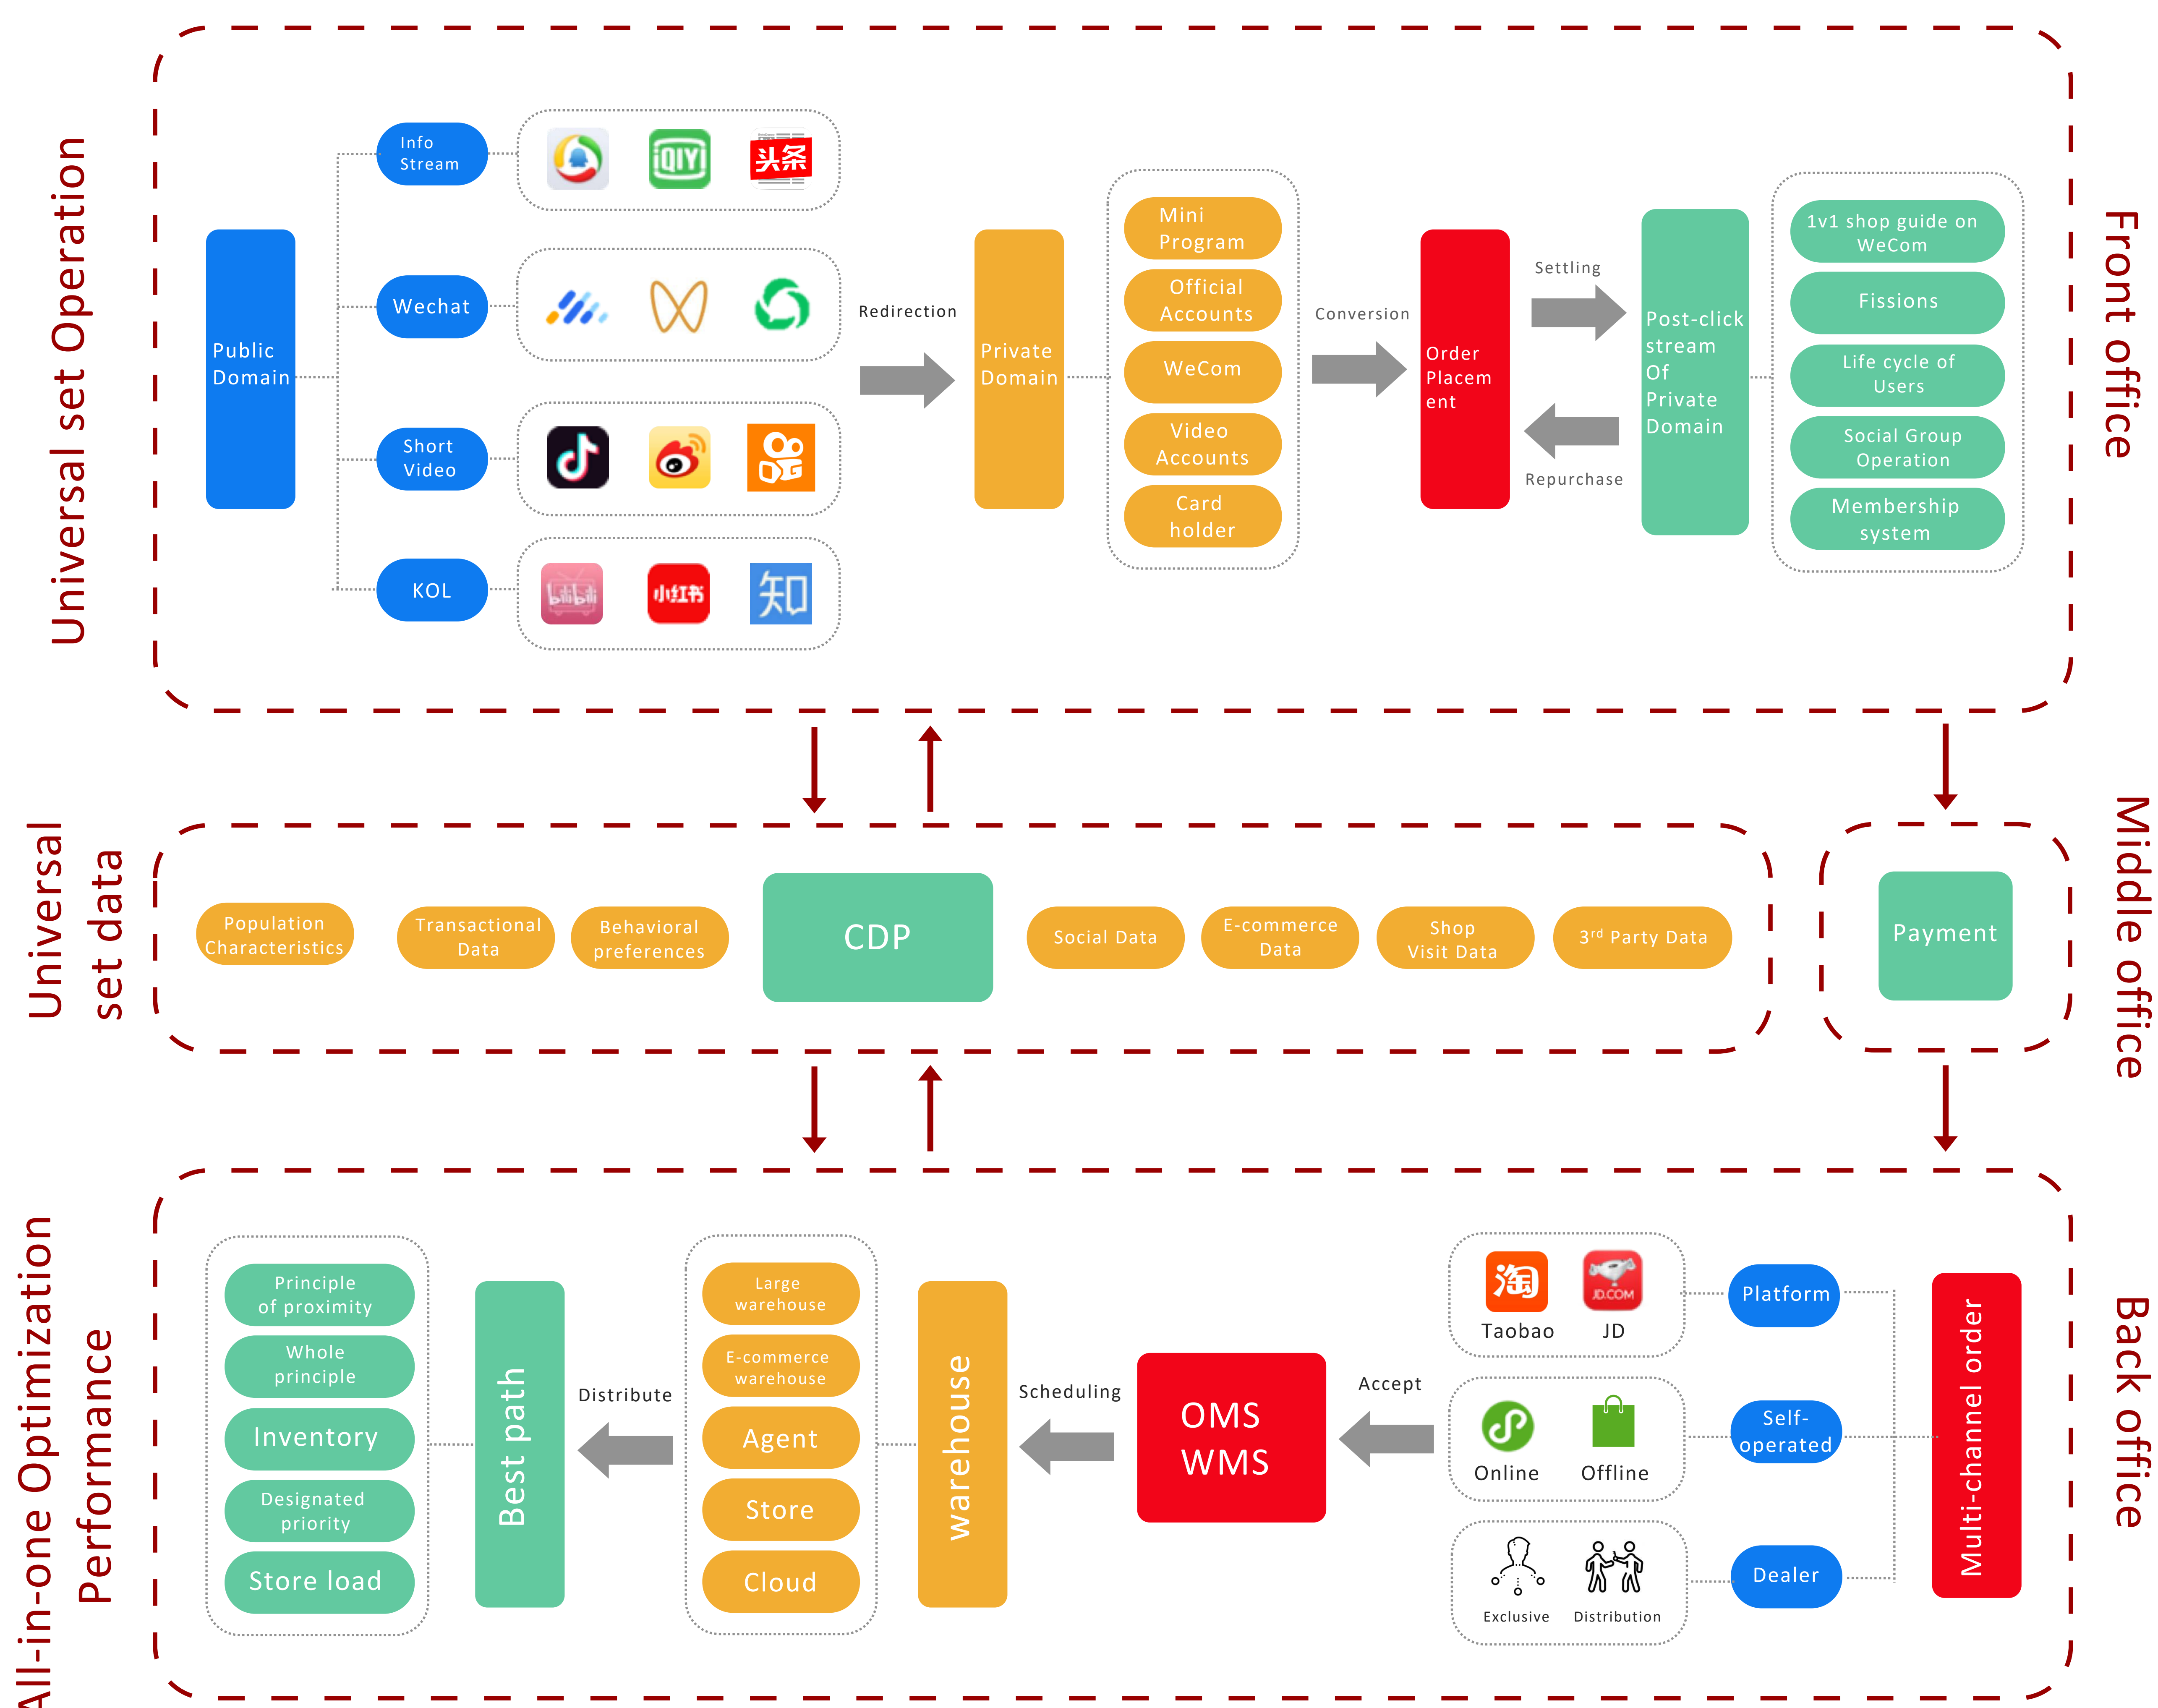 Universal set Operation
Front office
Public
Domain
Info
Stream
iQIYI
头条
Wechat
Short
Video
KOL
bilibili
小红书
知
Redirection
Private
Domain
Mini
Program
Official
Accounts
WeCom
Video
Accounts
Card
holder
Conversion
Order
Placem
ent
Settling
Repurchase
Post-click
stream
Of
Private
Domain
1v1 shop guide on
WeCom
Fissions
Life cycle of
Users
Social Group
Operation
Membership
system
Universal
set data
Middle office
Population
Characteristics
Transactional
Data
Behavioral
preferences
CDP
Social Data
E-commerce
Data
Shop
Visit Data
3rd Party Data
Payment
All-in-one Optimization
Performance
Back office
Principle
of proximity
Whole
principle
Inventory
Designated
priority
Store load
Best path
Distribute
Large
warehouse
E-commerce
warehouse
Agent
Store
Cloud
warehouse
Scheduling
OMS
WMS
Accept
淘
JD.COM
Taobao
JD
Online
Offline
Exclusive
Distribution
Platform
Self-
operated
Dealer
Multi-channel order